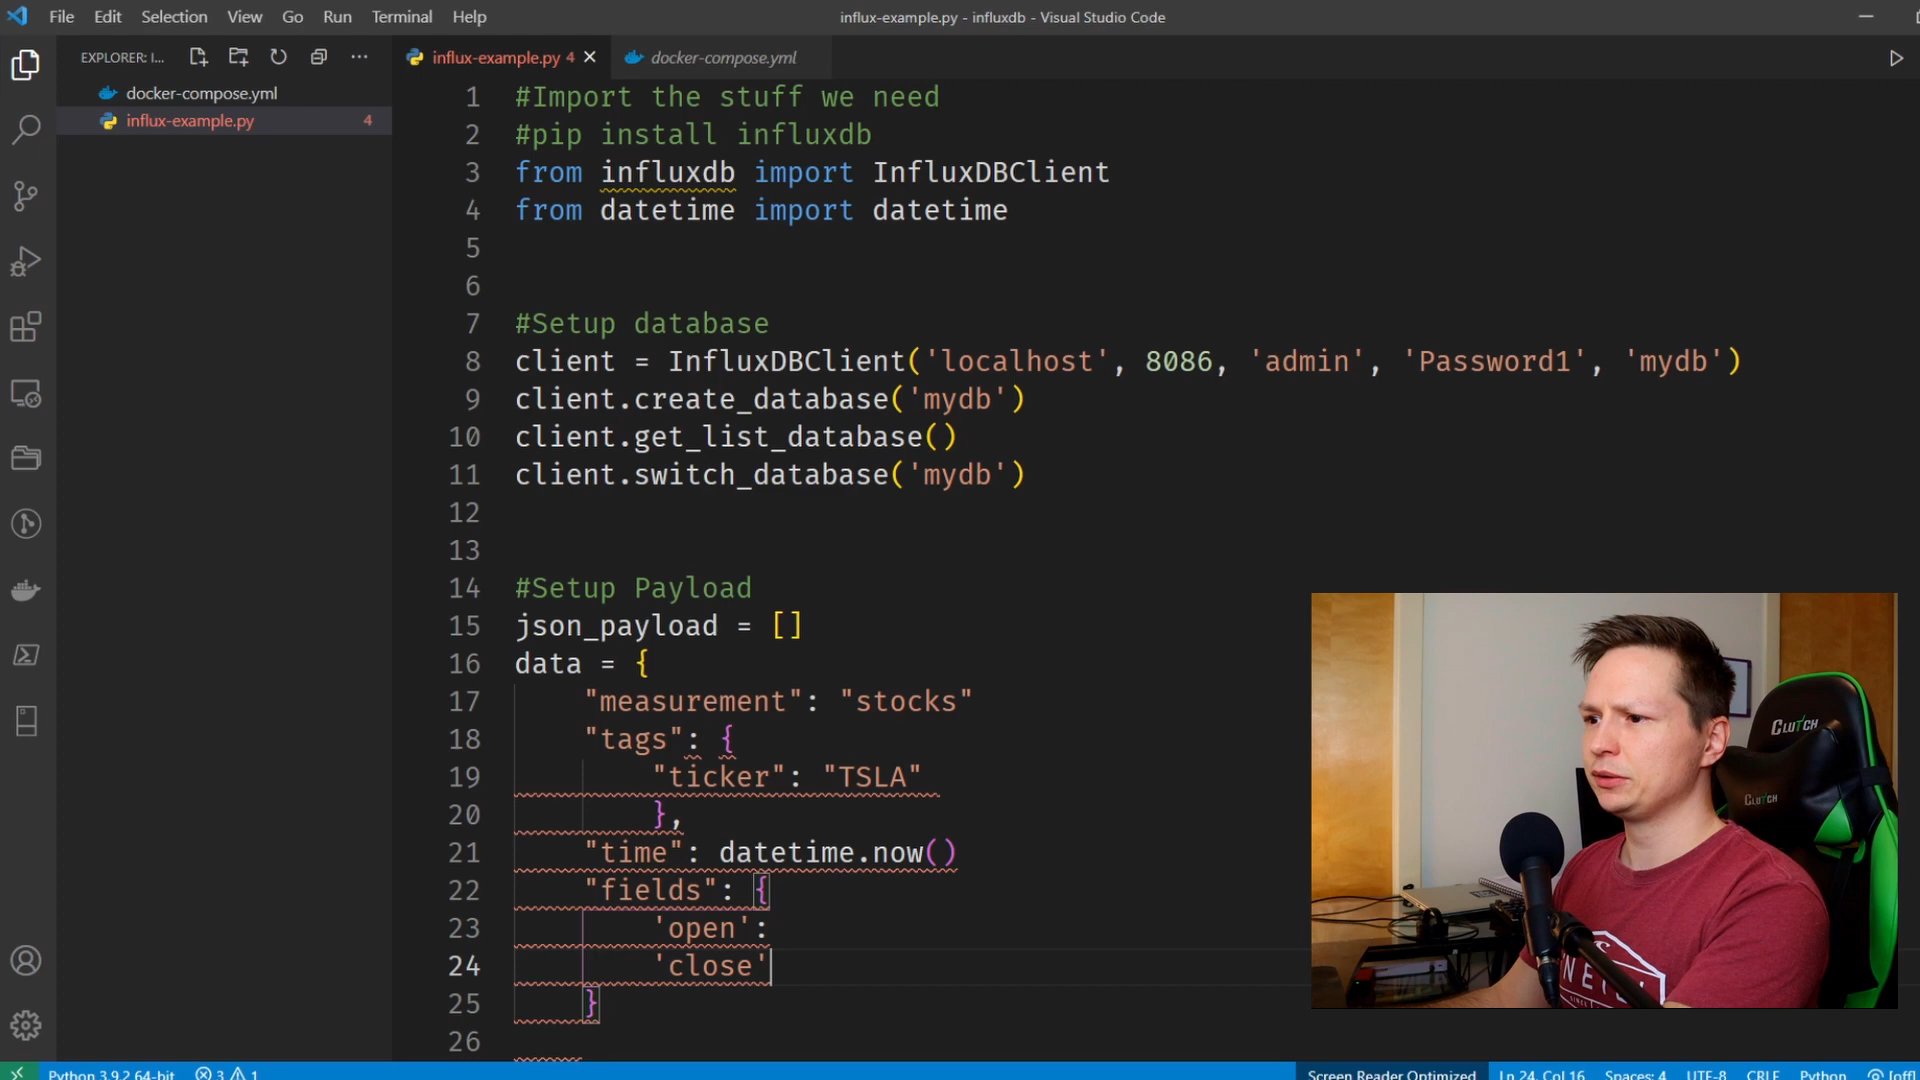 File Edit Selection View Go Run Terminal Help
influx-example.py - influxdb - Visual Studio Code
EXPLORER: I...
influx-example.py 4
docker-compose.yml
docker-compose.yml
influx-example.py 4
1 #Import the stuff we need
2 #pip install influxdb
3 from influxdb import InfluxDBClient
4 from datetime import datetime
5
6
7 #Setup database
8 client = InfluxDBClient('localhost', 8086, 'admin', 'Password1', 'mydb')
9 client.create_database('mydb')
10 client.get_list_database()
11 client.switch_database('mydb')
12
13
14 #Setup Payload
15 json_payload = []
16 data = {
17 "measurement": "stocks"
18 "tags": {
19 "ticker": "TSLA"
20 },
21 "time": datetime.now()
22 "fields": {
23 'open':
24 'close'
25 }
26
CLUTCH
CLUTCH
Python 3.9.2 64-bit 3 1
Screen Reader Optimized Ln 24, Col 16 Spaces: 4 UTF-8 CRLF Python [off]